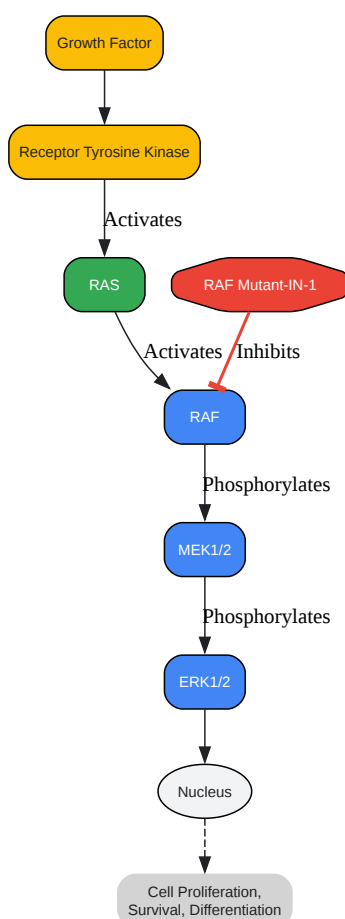 Growth Factor
Receptor Tyrosine Kinase
Activates
RAS
RAF Mutant-IN-1
Activates
Inhibits
RAF
Phosphorylates
MEK1/2
Phosphorylates
ERK1/2
Nucleus
Cell Proliferation,
Survival, Differentiation